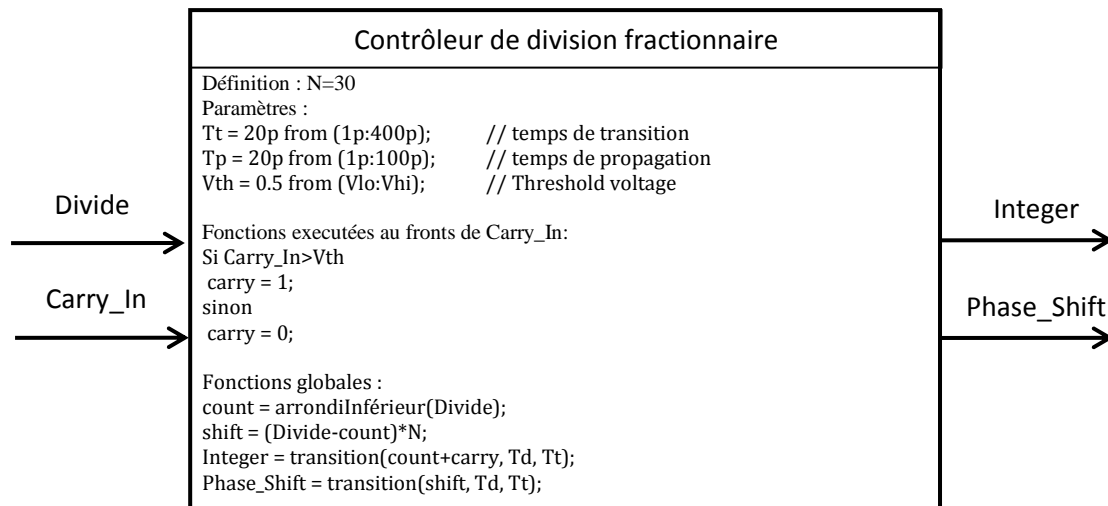 Contrôleur de division fractionnaire
Définition : N=30
Paramètres :
Tt = 20p from (1p:400p); // temps de transition
Tp = 20p from (1p:100p); // temps de propagation
Vth = 0.5 from (Vlo:Vhi); // Threshold voltage
Divide
Carry_In
Fonctions executées au fronts de Carry_In:
Si Carry_In>Vth
carry = 1;
sinon
carry = 0;
Fonctions globales :
count = arrondiInférieur(Divide);
shift = (Divide-count)*N;
Integer = transition(count+carry, Td, Tt);
Phase_Shift = transition(shift, Td, Tt);
Integer
Phase_Shift